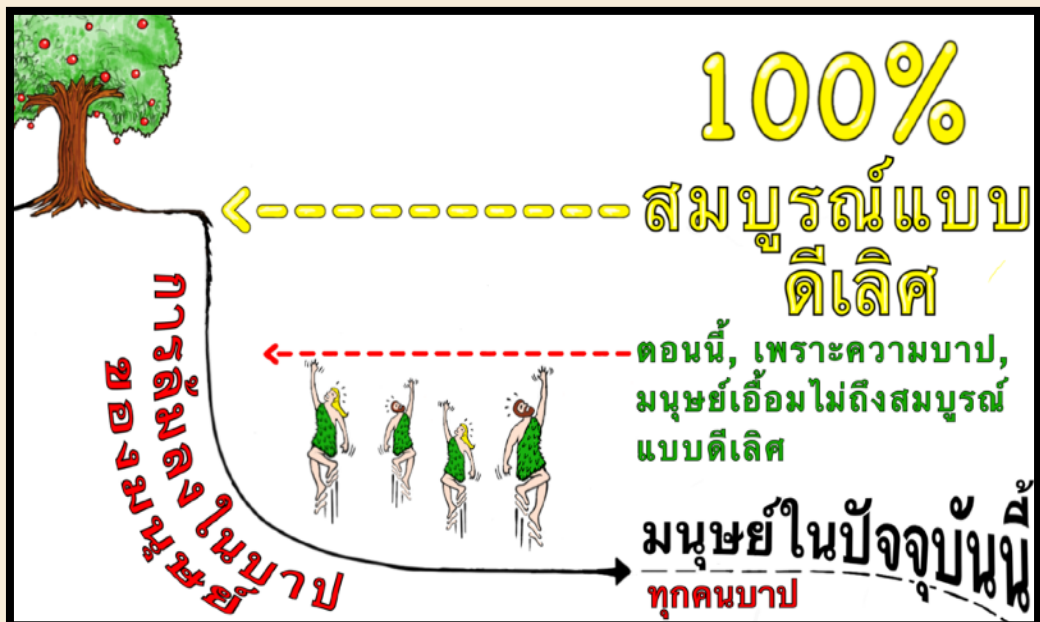 100%
สมบูรณ์แบบ
ดีเลิศ
ตอนนี้, เพราะความบาป,
มนุษย์เอื้อมไม่ถึงสมบูรณ์
แบบดีเลิศ
การล้มลงในบาป
ของมนุษย์
มนุษย์ในปัจจุบันนี้
ทุกคนบาป